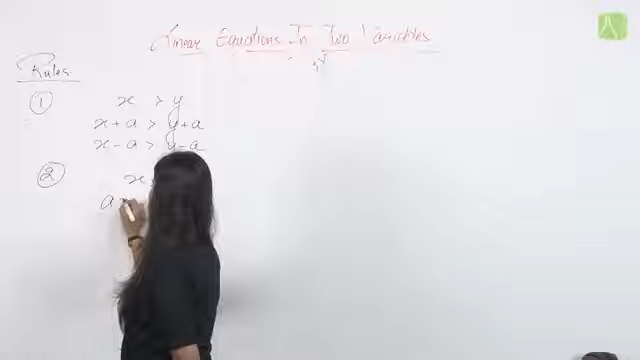 Linear Equations In Two Variables
Rules
① x > y
x + a > y + a
x - a > y - a
② x
a